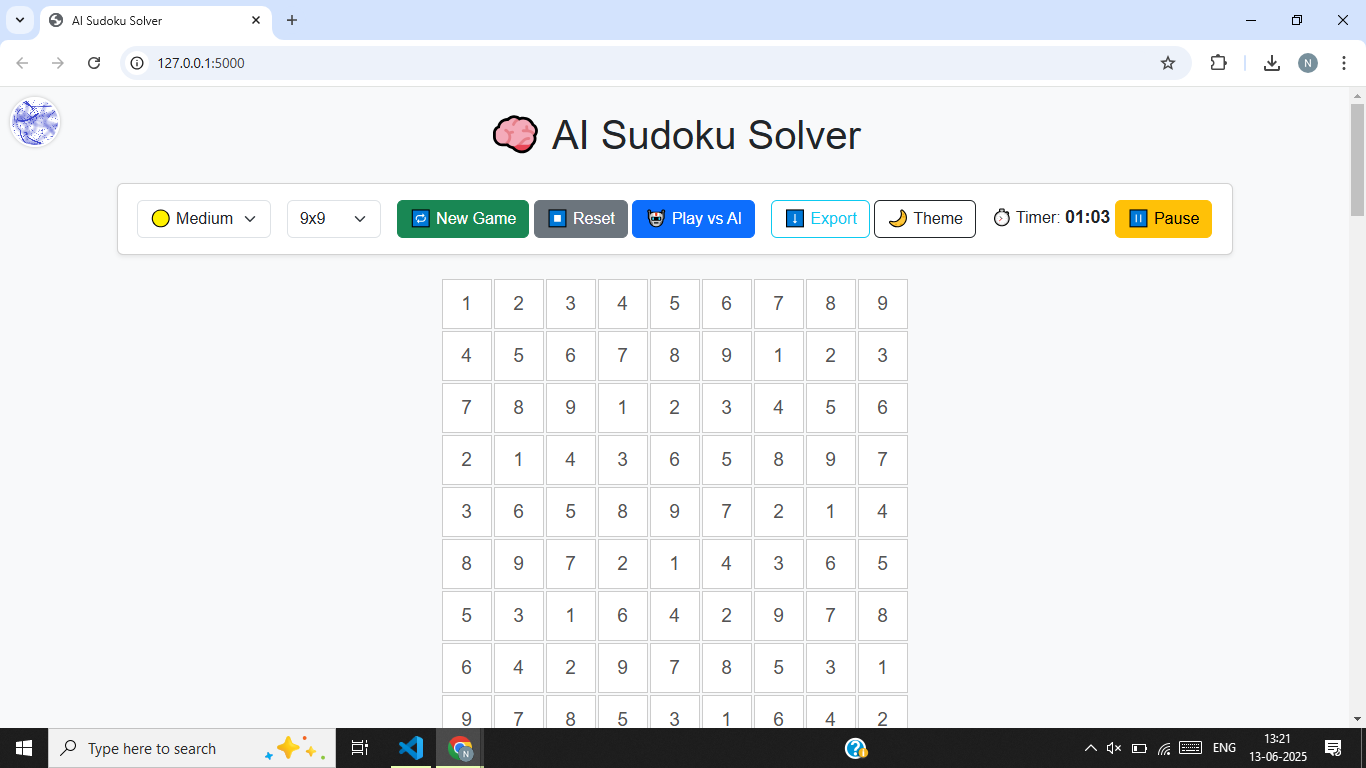 AI Sudoku Solver
127.0.0.1:5000
N
AI Sudoku Solver
Medium 9x9 New Game Reset Play vs AI Export Theme Timer: 01:03 Pause
1 2 3 4 5 6 7 8 9
4 5 6 7 8 9 1 2 3
7 8 9 1 2 3 4 5 6
2 1 4 3 6 5 8 9 7
3 6 5 8 9 7 2 1 4
8 9 7 2 1 4 3 6 5
5 3 1 6 4 2 9 7 8
6 4 2 9 7 8 5 3 1
9 7 8 5 3 1 6 4 2
Type here to search
N
ENG
13:21
13-06-2025